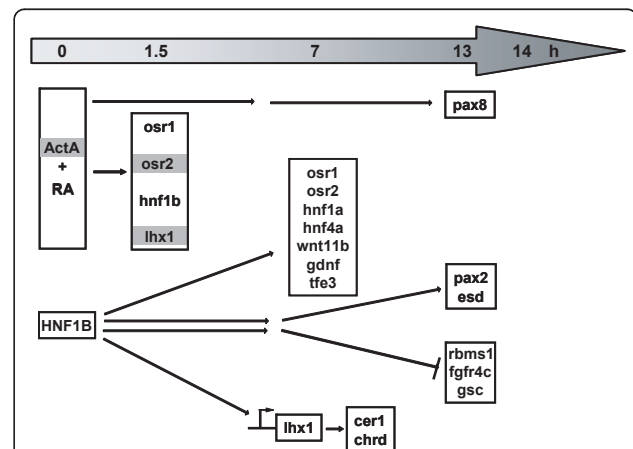 0 1.5 7 13 14 h
pax8
ActA
+
RA
osr1
osr2
hnf1b
lhx1
osr1
osr2
hnf1a
hnf4a
wnt11b
gdnf
tfe3
HNF1B
pax2
esd
rbms1
fgfr4c
gsc
lhx1
cer1
chrd